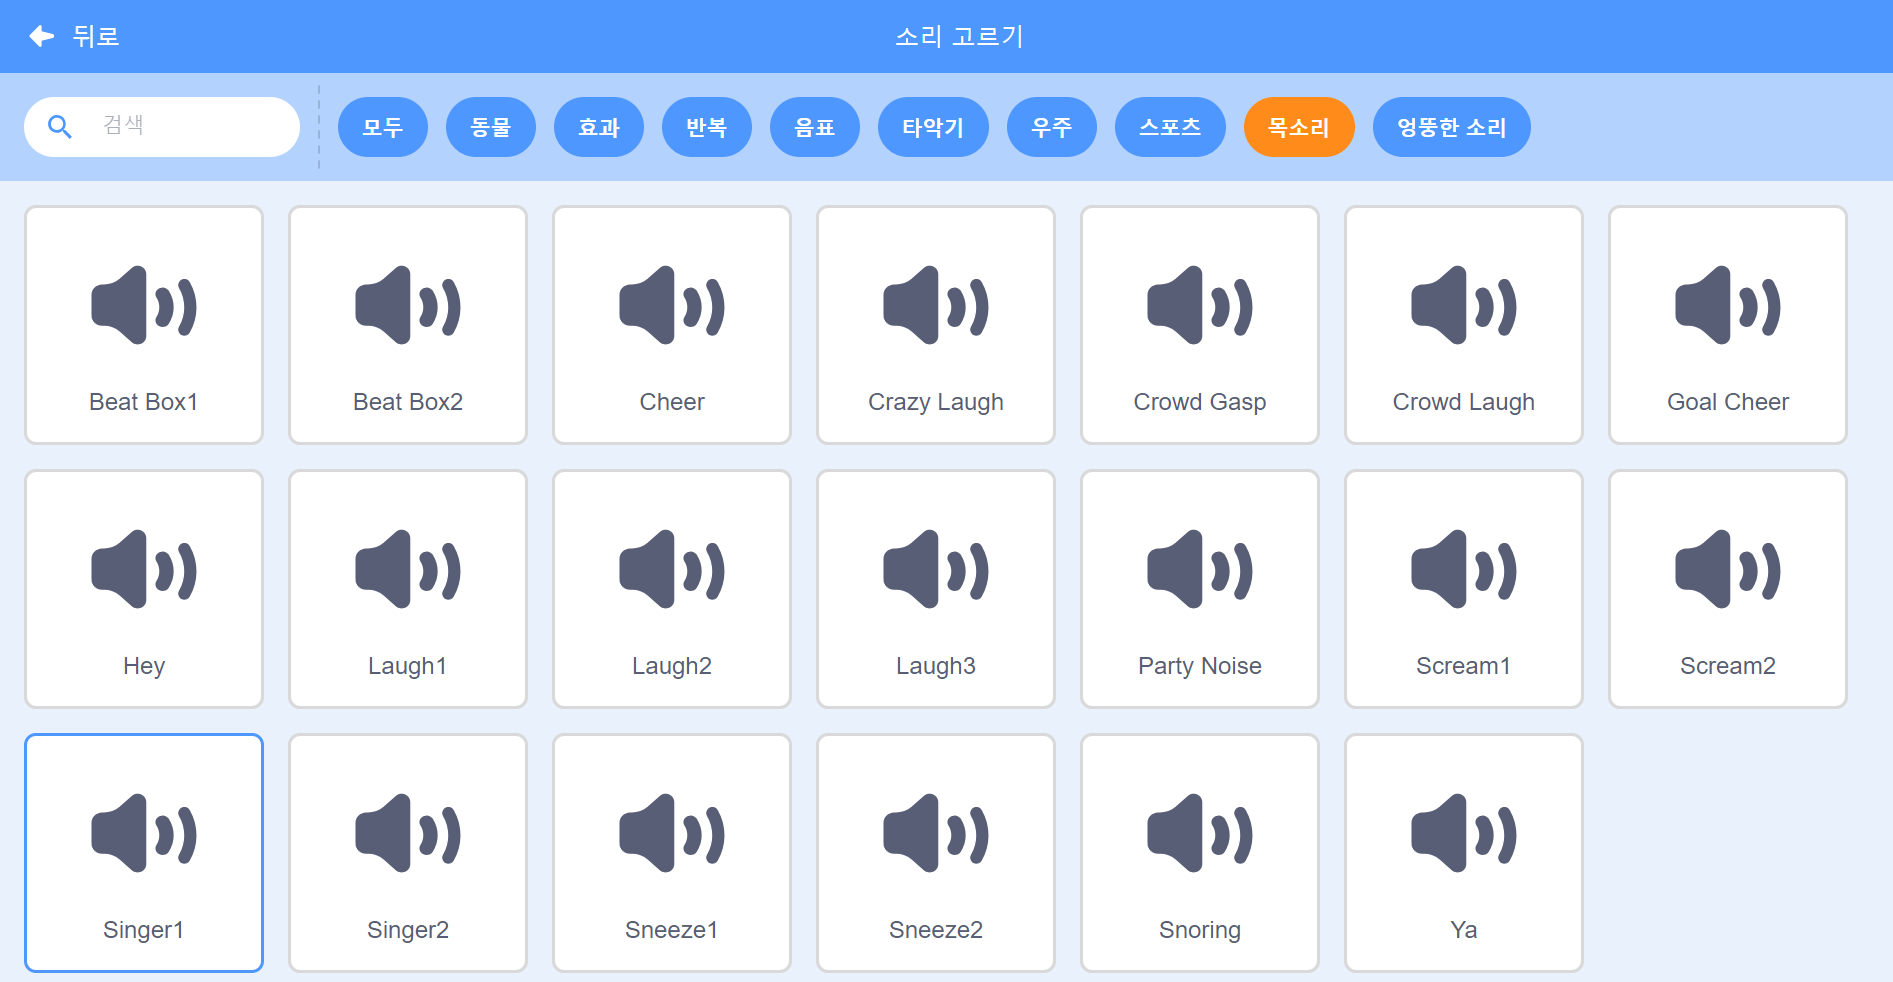 뒤로
소리 고르기
검색
모두
동물
효과
반복
음표
타악기
우주
스포츠
목소리
엉뚱한 소리
Beat Box1
Beat Box2
Cheer
Crazy Laugh
Crowd Gasp
Crowd Laugh
Goal Cheer
Hey
Laugh1
Laugh2
Laugh3
Party Noise
Scream1
Scream2
Singer1
Singer2
Sneeze1
Sneeze2
Snoring
Ya